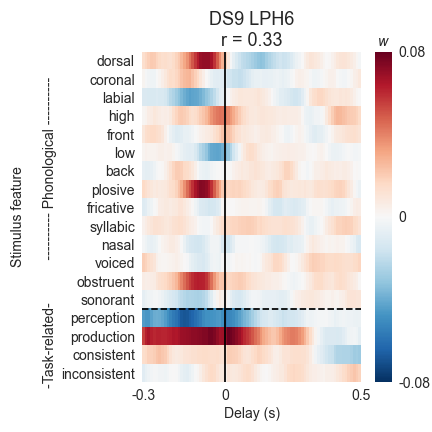 DS9 LPH6
r = 0.33
w
Stimulus feature
---------- Phonological ----------
-Task-related-
dorsal
coronal
labial
high
front
low
back
plosive
fricative
syllabic
nasal
voiced
obstruent
sonorant
perception
production
consistent
inconsistent
0.08
0
-0.08
-0.3
0
0.5
Delay (s)